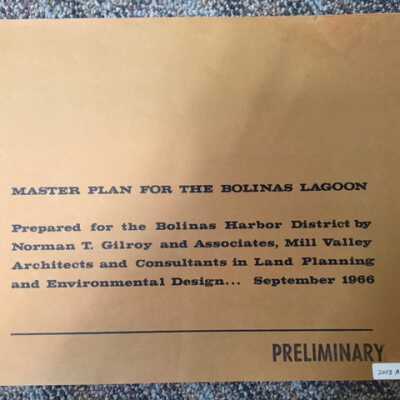 MASTER PLAN FOR THE BOLINAS LAGOON
Prepared for the Bolinas Harbor District by
Norman T. Gilroy and Associates, Mill Valley
Architects and Consultants in Land Planning
and Environmental Design... September 1966
PRELIMINARY
2003 A